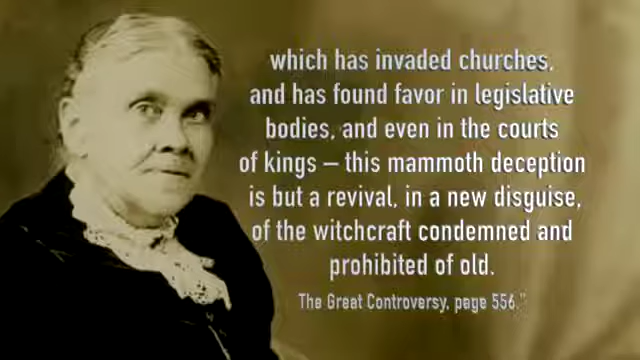 which has invaded churches,
and has found favor in legislative
bodies, and even in the courts
of kings – this mammoth deception
is but a revival, in a new disguise,
of the witchcraft condemned and
prohibited of old.
The Great Controversy, page 556."